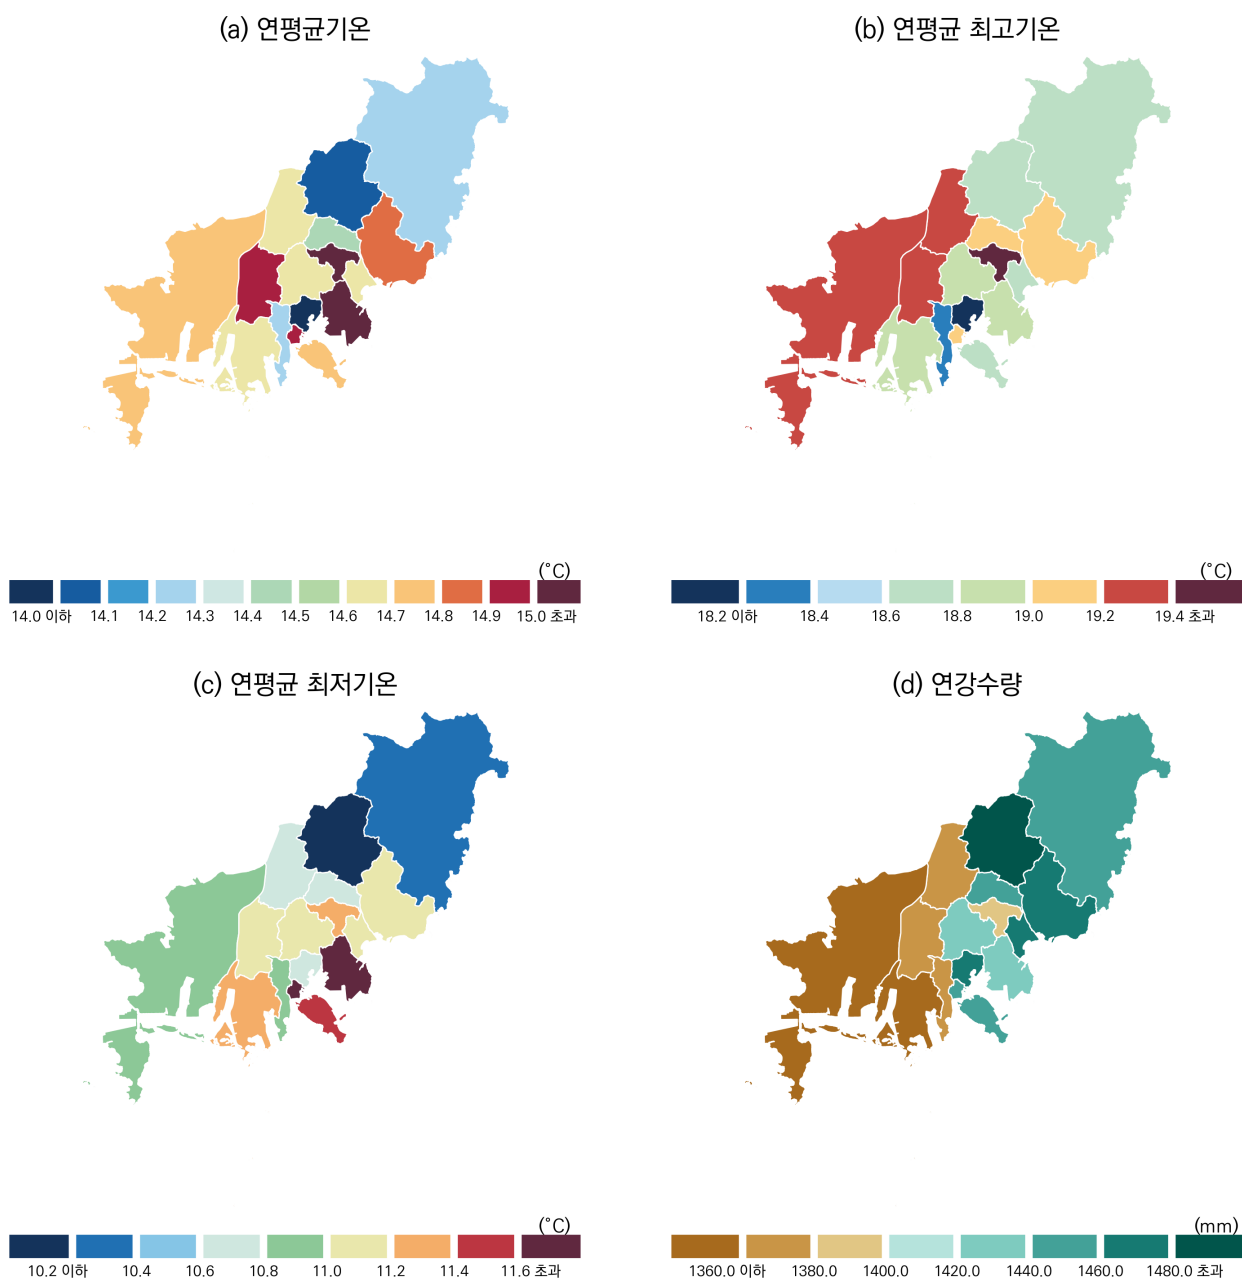 (a) 연평균기온
(b) 연평균 최고기온
(˚C)
14.0 이하 14.1 14.2 14.3 14.4 14.5 14.6 14.7 14.8 14.9 15.0 초과
(˚C)
18.2 이하 18.4 18.6 18.8 19.0 19.2 19.4 초과
(c) 연평균 최저기온
(d) 연강수량
(˚C)
10.2 이하 10.4 10.6 10.8 11.0 11.2 11.4 11.6 초과
(mm)
1360.0 이하 1380.0 1400.0 1420.0 1440.0 1460.0 1480.0 초과